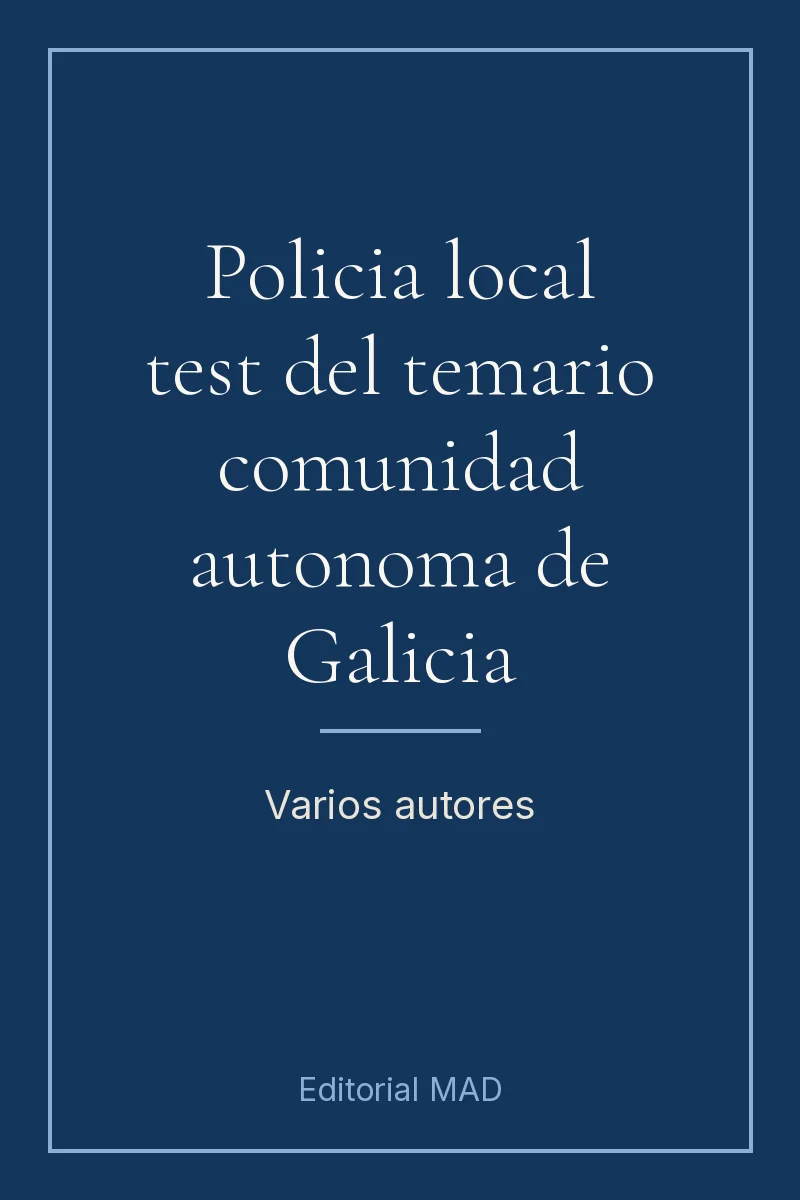 Policia local
test del temario
comunidad
autonoma de
Galicia
Varios autores
Editorial MAD